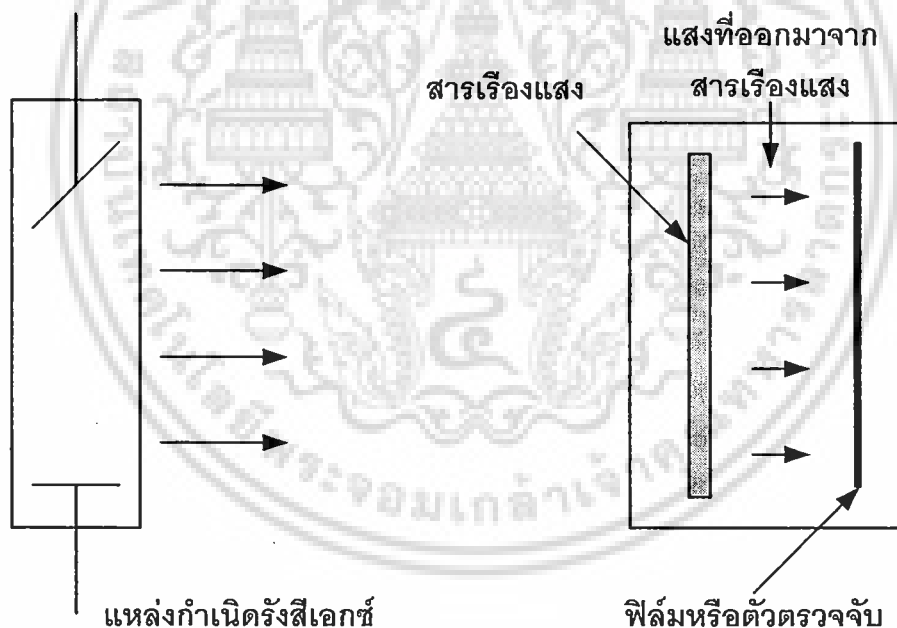 แสงที่ออกมาจาก
สารเรืองแสง
สารเรืองแสง
แหล่งกำเนิดรังสีเอกซ์
ฟิล์มหรือตัวตรวจจับ